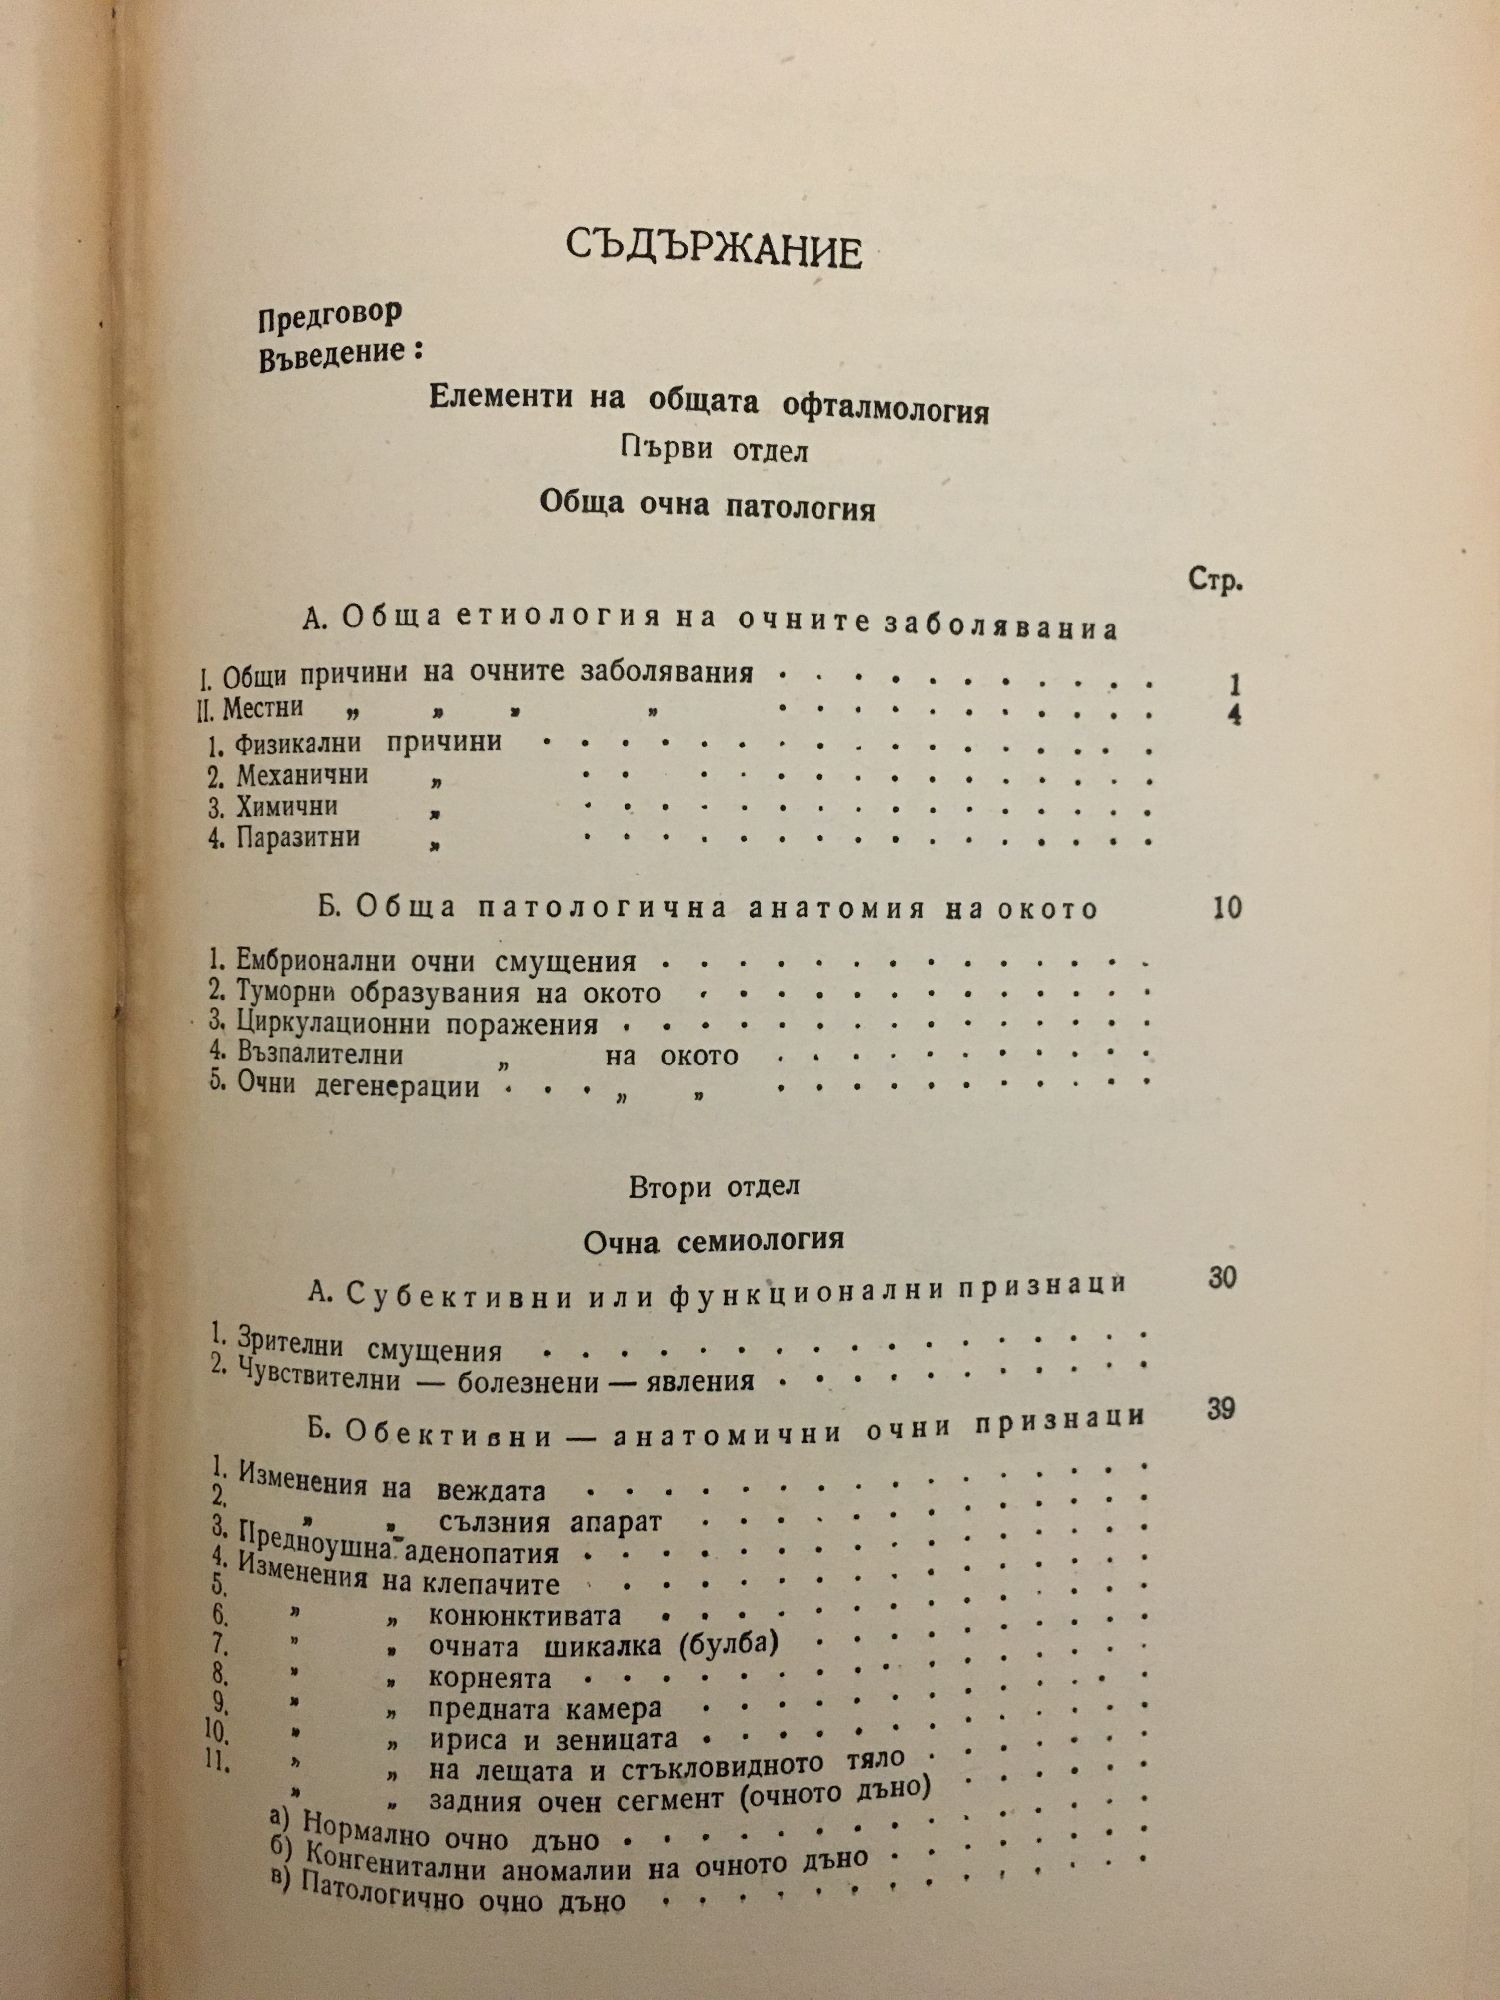 СЪДЪРЖАНИЕ
Предговор
Въведение:
Елементи на общата офталмология
Първи отдел
Обща очна патология
Стр.
А. Обща етиология на очните заболявания
I. Общи причини на очните заболявания . . . . . . . . . . . 1
II. Местни „ „ „ „ . . . . . . . . . . . 4
1. Физикални причини . . . . . . . . . . . . . . . .
2. Механични „ . . . . . . . . . . . . . .
3. Химични „ . . . . . . . . . . . . . . .
4. Паразитни „ . . . . . . . . . . . . . . .
Б. Обща патологична анатомия на окото 10
1. Ембрионални очни смущения . . . . . . . . . . . . .
2. Туморни образувания на окото . . . . . . . . . . . .
3. Циркулационни поражения . . . . . . . . . . . . . .
4. Възпалителни „ на окото . . . . . . . . . .
5. Очни дегенерации . . . „ „ . . . . . . . . . .
Втори отдел
Очна семиология
А. Субективни или функционални признаци 30
1. Зрителни смущения . . . . . . . . . . . . . . . .
2. Чувствителни — болезнени — явления . . . . . . . . . .
Б. Обективни — анатомични очни признаци 39
1. Изменения на веждата . . . . . . . . . . . . . . .
2. „ „ сълзния апарат . . . . . . . . . . . .
3. Предноушна аденопатия . . . . . . . . . . . . . . .
4. Изменения на клепачите . . . . . . . . . . . . . .
5. „ „ конюнктивата . . . . . . . . . . . . .
6. „ „ очната шикалка (булба) . . . . . . . . .
7. „ „ корнеята . . . . . . . . . . . . . . .
8. „ „ предната камера . . . . . . . . . . . .
9. „ „ ириса и зеницата . . . . . . . . . . . .
10. „ „ на лещата и стъкловидното тяло . . . . . .
11. „ „ задния очен сегмент (очното дъно) . . . . .
а) Нормално очно дъно . . . . . . . . . . . . . .
б) Конгенитални аномалии на очното дъно . . . . . . .
в) Патологично очно дъно . . . . . . . . . . . . .